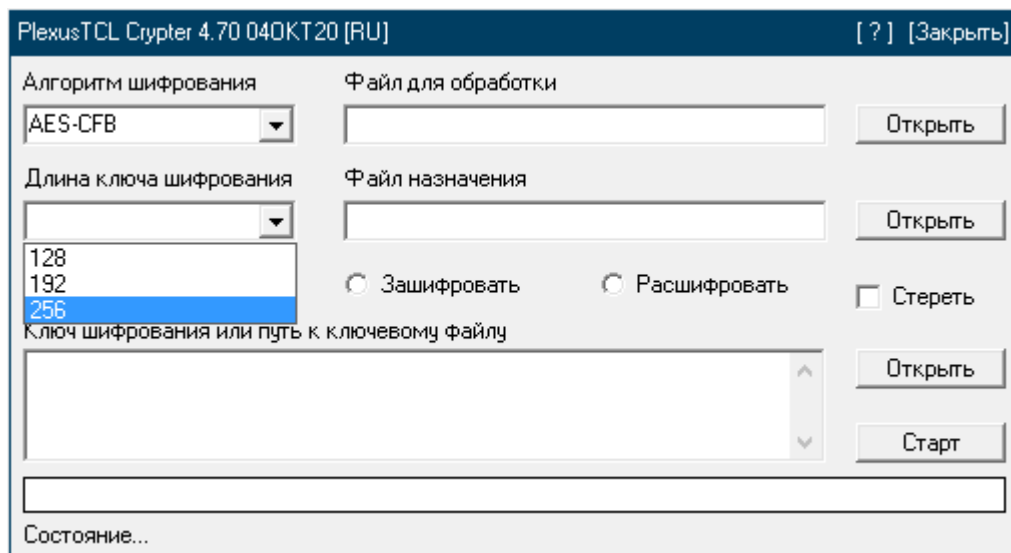 PlexusTCL Crypter 4.70 04OKT20 [RU] [ ? ] [Закрыть]
Алгоритм шифрования Файл для обработки
AES-CFB Открыть
Длина ключа шифрования Файл назначения
Открыть
128
192 Зашифровать Расшифровать
Стереть
256
Ключ шифрования или путь к ключевому файлу
Открыть
Старт
Состояние...